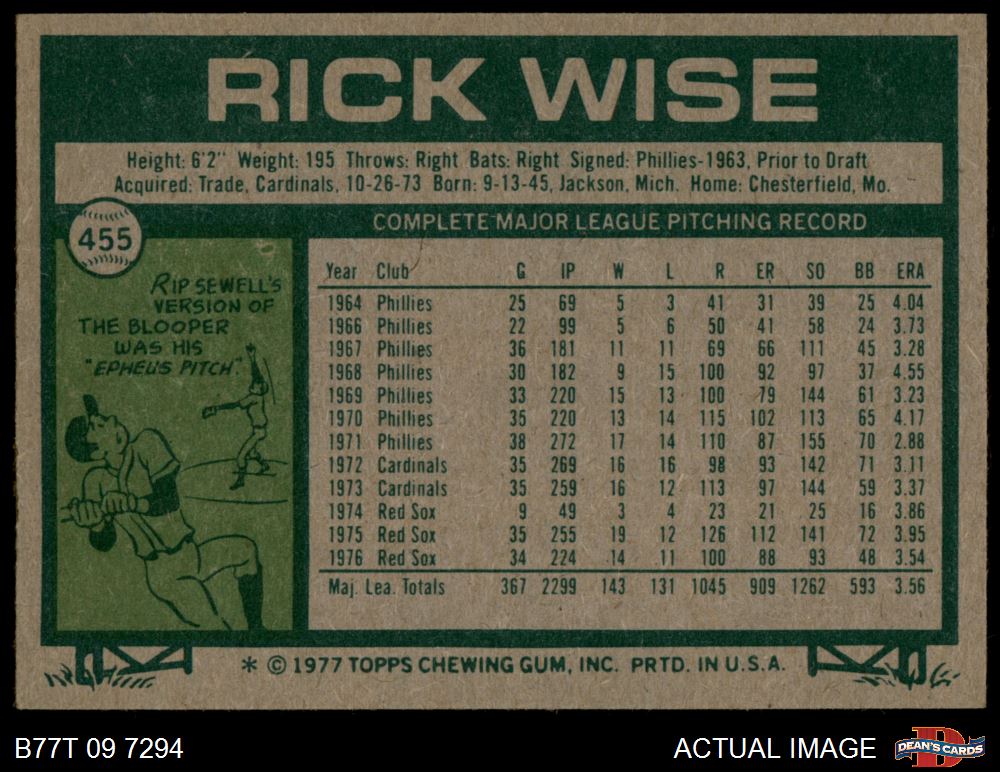 RICK WISE
Height: 6'2" Weight: 195 Throws: Right Bats: Right Signed: Phillies-1963, Prior to Draft
Acquired: Trade, Cardinals, 10-26-73 Born: 9-13-45, Jackson, Mich. Home: Chesterfield, Mo.
455
COMPLETE MAJOR LEAGUE PITCHING RECORD
RIP SEWELL'S
VERSION OF
THE BLOOPER
WAS HIS
"EPHEUS PITCH".
Year Club G IP W L R ER SO BB ERA
1964 Phillies 25 69 5 3 41 31 39 25 4.04
1966 Phillies 22 99 5 6 50 41 58 24 3.73
1967 Phillies 36 181 11 11 69 66 111 45 3.28
1968 Phillies 30 182 9 15 100 92 97 37 4.55
1969 Phillies 33 220 15 13 100 79 144 61 3.23
1970 Phillies 35 220 13 14 115 102 113 65 4.17
1971 Phillies 38 272 17 14 110 87 155 70 2.88
1972 Cardinals 35 269 16 16 98 93 142 71 3.11
1973 Cardinals 35 259 16 12 113 97 144 59 3.37
1974 Red Sox 9 49 3 4 23 21 25 16 3.86
1975 Red Sox 35 255 19 12 126 112 141 72 3.95
1976 Red Sox 34 224 14 11 100 88 93 48 3.54
Maj. Lea. Totals 367 2299 143 131 1045 909 1262 593 3.56
* © 1977 TOPPS CHEWING GUM, INC. PRTD. IN U.S.A.
B77T 09 7294
ACTUAL IMAGE
DEAN'S CARDS